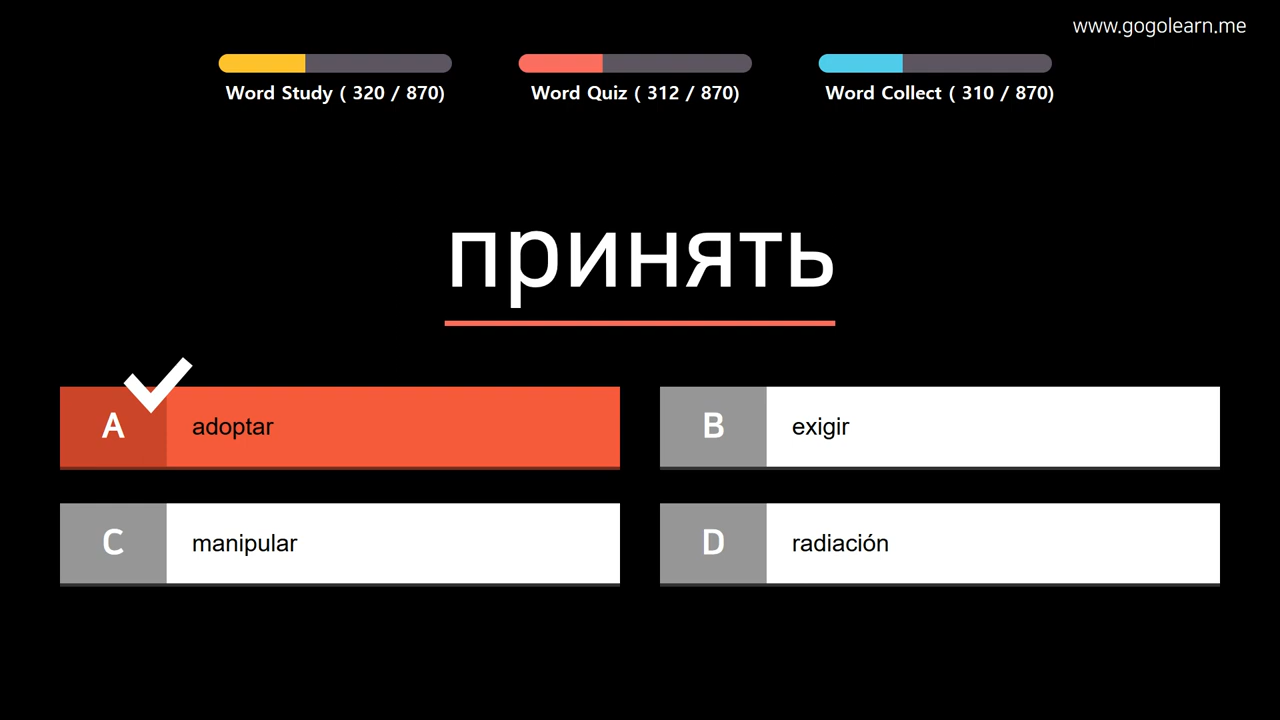 www.gogolearn.me
Word Study ( 320 / 870)
Word Quiz ( 312 / 870)
Word Collect ( 310 / 870)
принять
A adoptar
B exigir
C manipular
D radiación